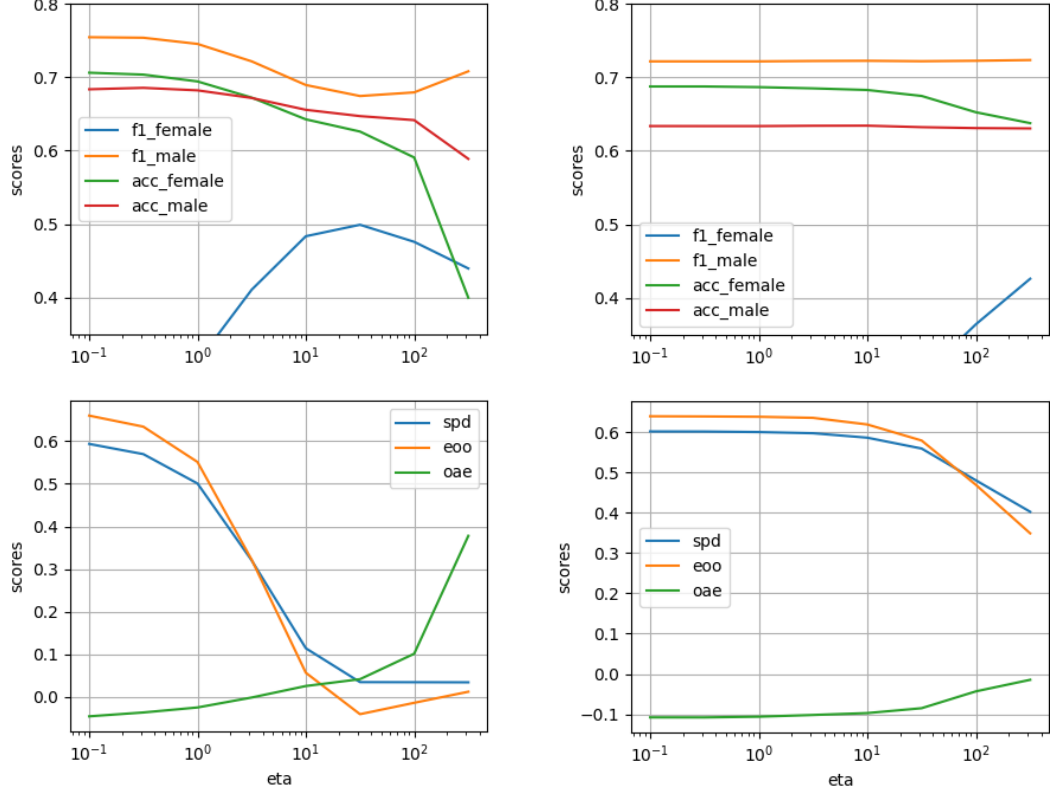 0.8
0.7
0.6
0.5
0.4
scores
f1_female
f1_male
acc_female
acc_male
10⁻¹
10⁰
10¹
10²
0.8
0.7
0.6
0.5
0.4
scores
f1_female
f1_male
acc_female
acc_male
10⁻¹
10⁰
10¹
10²
0.6
0.5
0.4
0.3
0.2
0.1
0.0
scores
spd
eoo
oae
10⁻¹
10⁰
10¹
10²
eta
0.6
0.5
0.4
0.3
0.2
0.1
0.0
−0.1
scores
spd
eoo
oae
10⁻¹
10⁰
10¹
10²
eta